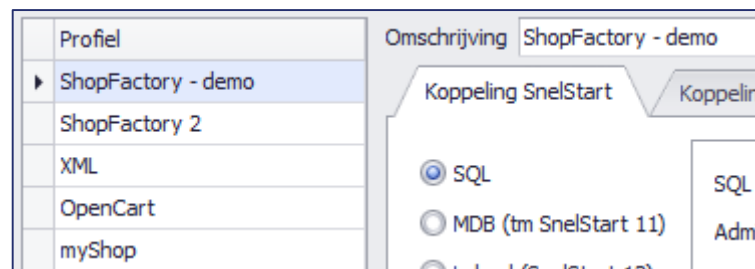 Profiel
ShopFactory - demo
ShopFactory 2
XML
OpenCart
myShop
Omschrijving ShopFactory - demo
Koppeling SnelStart
SQL
MDB (tm SnelStart 11)
SQL